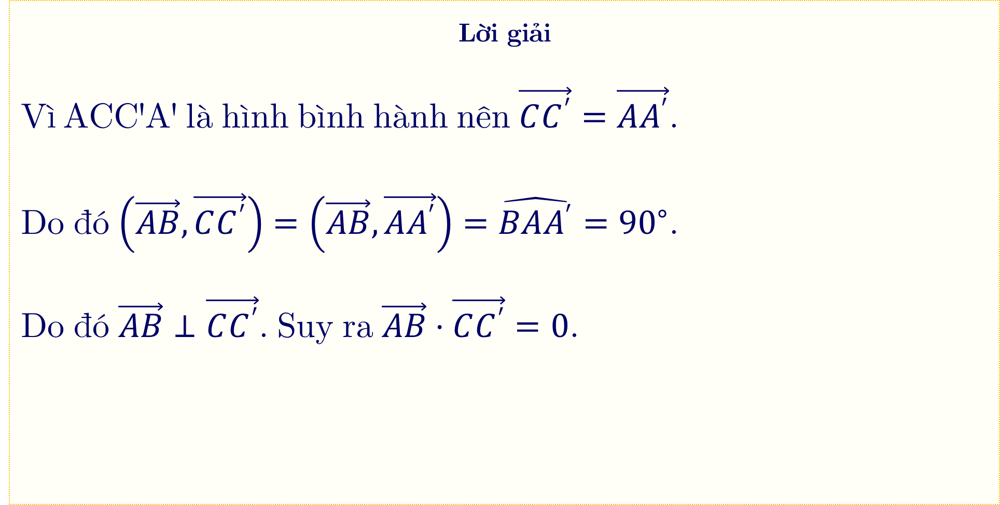 Lời giải
Vì ACC'A' là hình bình hành nên $\overrightarrow{CC'} = \overrightarrow{AA'}$.
Do đó $\left(\overrightarrow{AB}, \overrightarrow{CC'}\right) = \left(\overrightarrow{AB}, \overrightarrow{AA'}\right) = \widehat{BAA'} = 90°$.
Do đó $\overrightarrow{AB} \perp \overrightarrow{CC'}$. Suy ra $\overrightarrow{AB} \cdot \overrightarrow{CC'} = 0$.